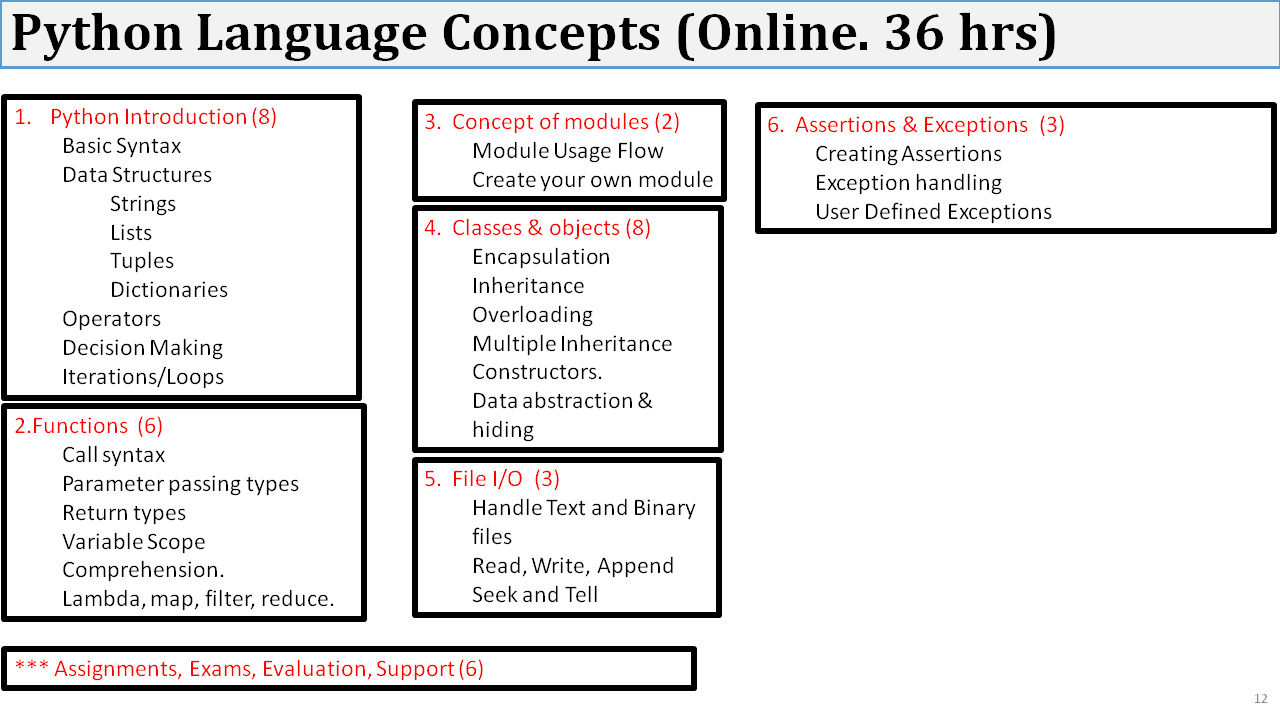 Python Language Concepts (Online. 36 hrs)
1. Python Introduction (8)
Basic Syntax
Data Structures
Strings
Lists
Tuples
Dictionaries
Operators
Decision Making
Iterations/Loops
2.Functions (6)
Call syntax
Parameter passing types
Return types
Variable Scope
Comprehension.
Lambda, map, filter, reduce.
3. Concept of modules (2)
Module Usage Flow
Create your own module
4. Classes & objects (8)
Encapsulation
Inheritance
Overloading
Multiple Inheritance
Constructors.
Data abstraction &
hiding
5. File I/O (3)
Handle Text and Binary
files
Read, Write, Append
Seek and Tell
6. Assertions & Exceptions (3)
Creating Assertions
Exception handling
User Defined Exceptions
*** Assignments, Exams, Evaluation, Support (6)
12